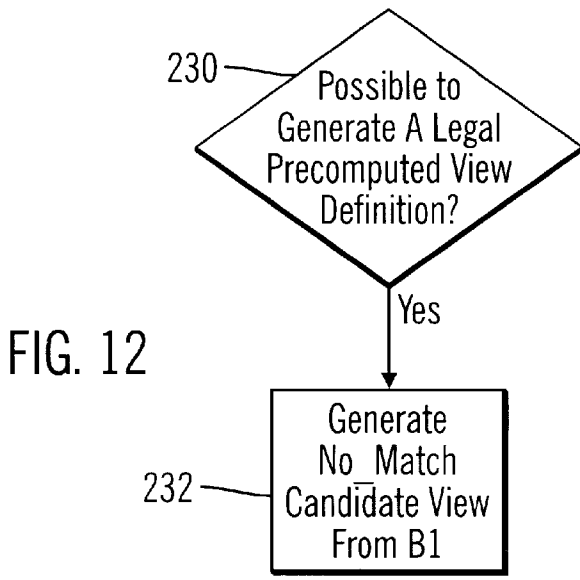 230
Possible to
Generate A Legal
Precomputed View
Definition?
Yes
FIG. 12
232
Generate
No_Match
Candidate View
From B1